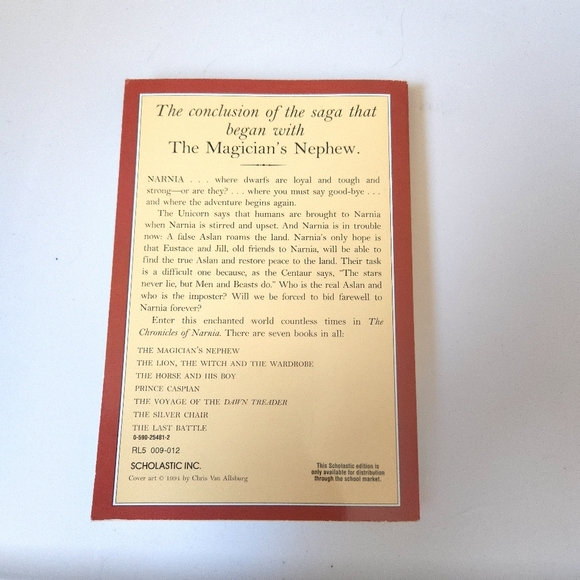 The conclusion of the saga that
began with
The Magician's Nephew.
NARNIA . . . where dwarfs are loyal and tough and
strong—or are they? . . . where you must say good-bye . . .
and where the adventure begins again.
The Unicorn says that humans are brought to Narnia
when Narnia is stirred and upset. And Narnia is in trouble
now: A false Aslan roams the land. Narnia's only hope is
that Eustace and Jill, old friends to Narnia, will be able to
find the true Aslan and restore peace to the land. Their task
is a difficult one because, as the Centaur says, "The stars
never lie, but Men and Beasts do." Who is the real Aslan and
who is the imposter? Will we be forced to bid farewell to
Narnia forever?
Enter this enchanted world countless times in The
Chronicles of Narnia. There are seven books in all:
THE MAGICIAN'S NEPHEW
THE LION, THE WITCH AND THE WARDROBE
THE HORSE AND HIS BOY
PRINCE CASPIAN
THE VOYAGE OF THE DAWN TREADER
THE SILVER CHAIR
THE LAST BATTLE
0-590-25481-2
RL5 009-012
SCHOLASTIC INC.
Cover art © 1994 by Chris Van Allsburg
This Scholastic edition is
only available for distribution
through the school market.